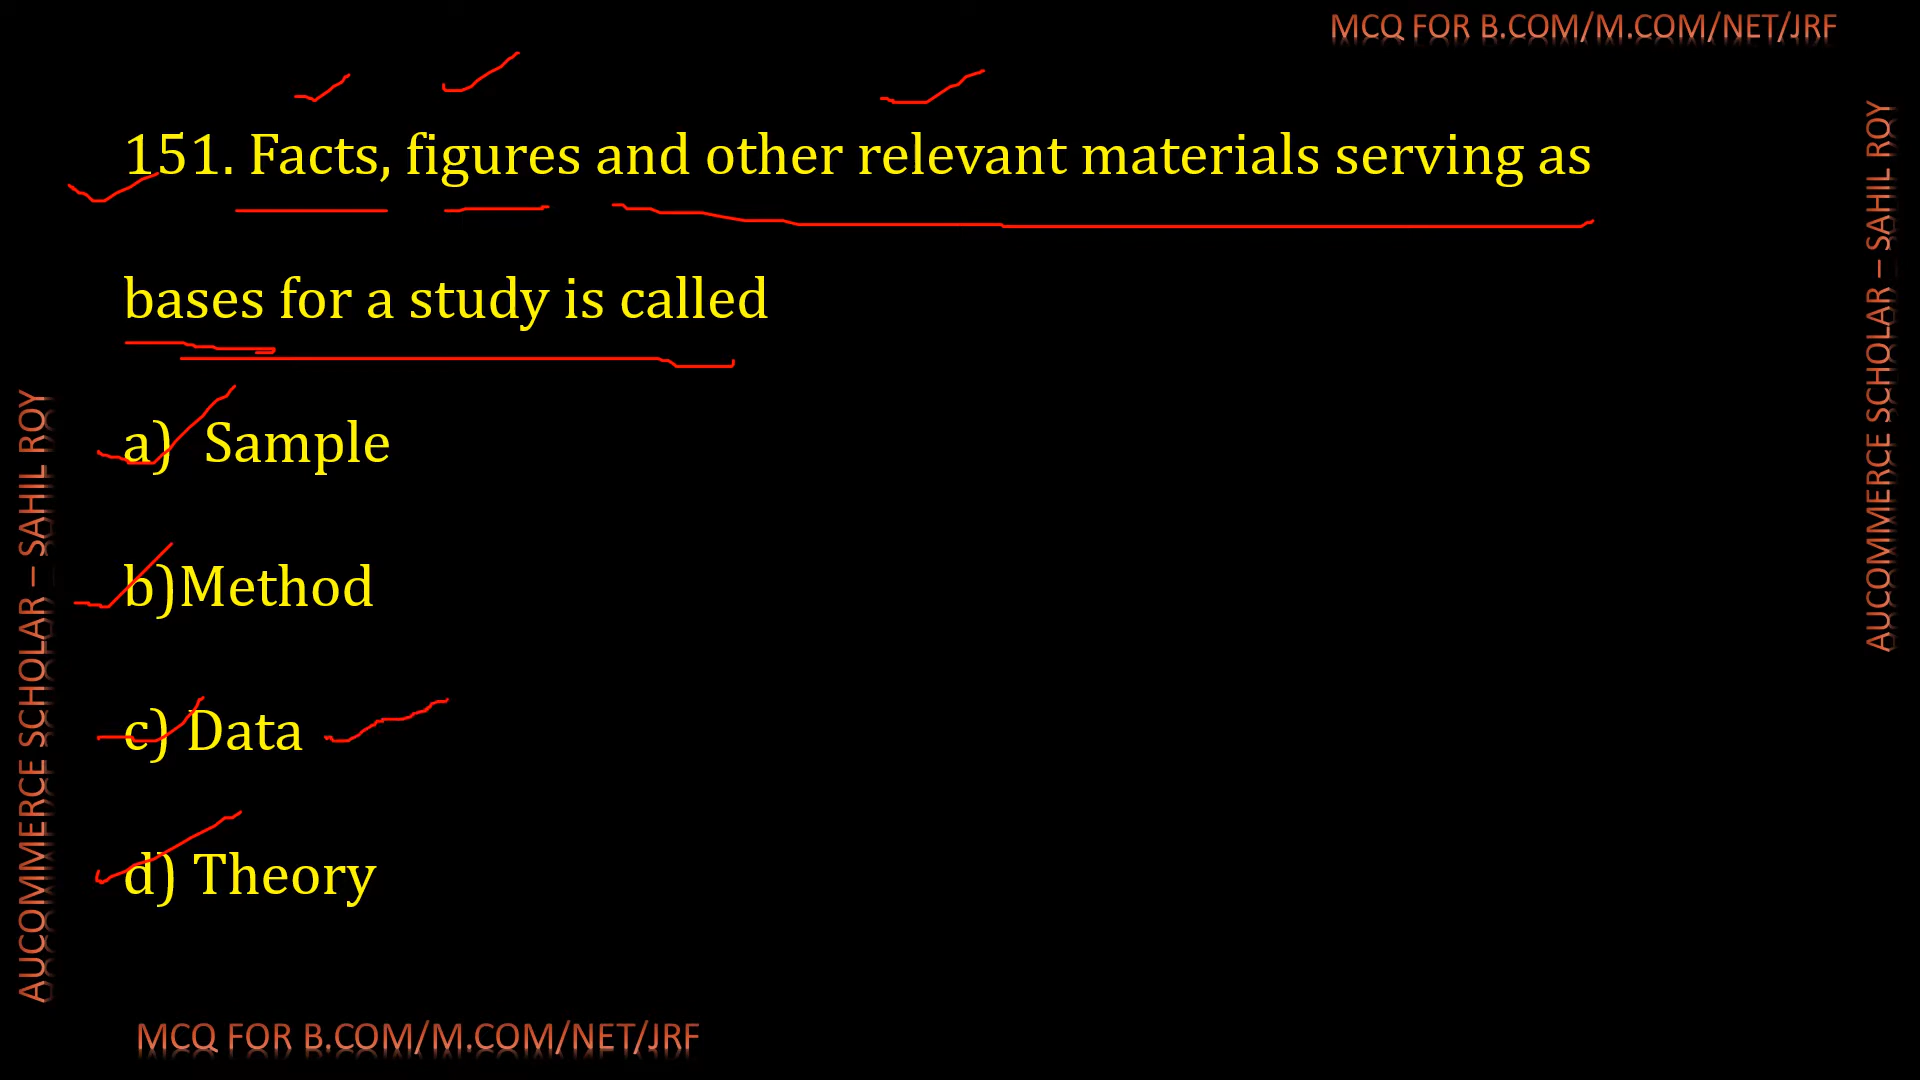 MCQ FOR B.COM/M.COM/NET/JRF
151. Facts, figures and other relevant materials serving as
bases for a study is called
a) Sample
b)Method
c) Data
d) Theory
AUCOMMERCE SCHOLAR – SAHIL ROY
AUCOMMERCE SCHOLAR – SAHIL ROY
MCQ FOR B.COM/M.COM/NET/JRF